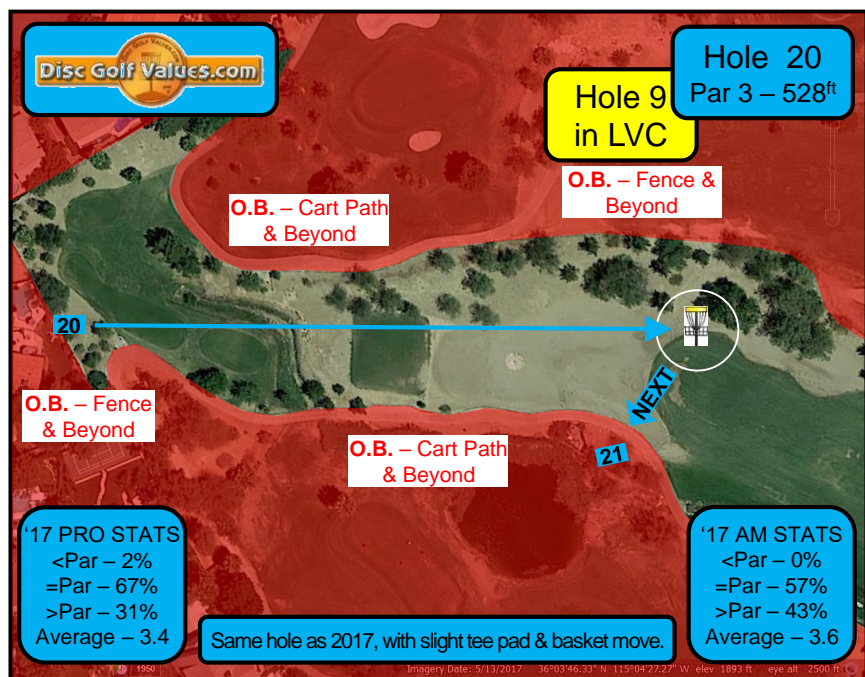 Disc Golf Values.com
Hole 20
Par 3 – 528ft
Hole 9
in LVC
O.B. – Fence &
Beyond
O.B. – Cart Path
& Beyond
20
NEXT
O.B. – Fence
& Beyond
O.B. – Cart Path
& Beyond
21
‘17 PRO STATS
<Par – 2%
=Par – 67%
>Par – 31%
Average – 3.4
‘17 AM STATS
<Par – 0%
=Par – 57%
>Par – 43%
Average – 3.6
Same hole as 2017, with slight tee pad & basket move.
1950
Imagery Date: 5/13/2017 36°03'46.33" N 115°04'27.27" W elev 1893 ft eye alt 2500 ft